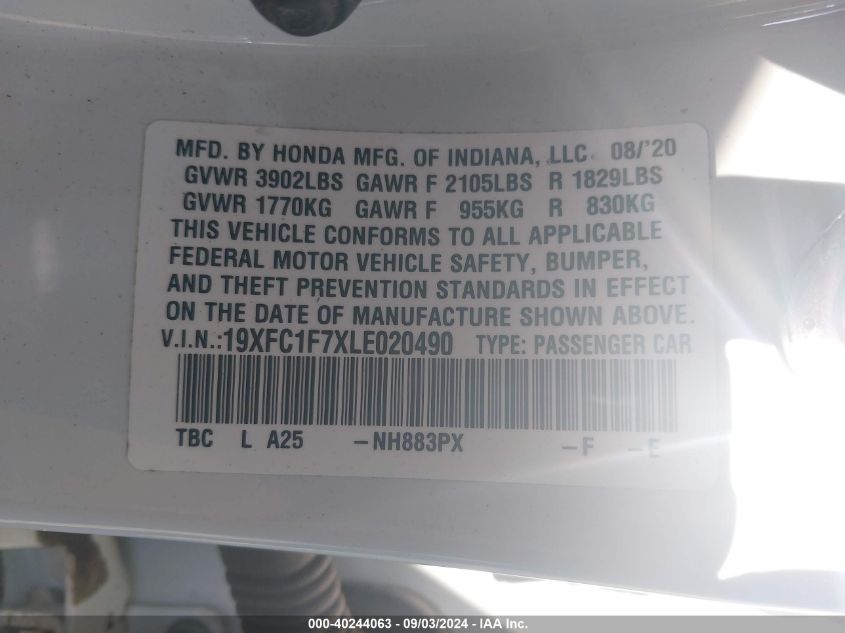 MFD. BY HONDA MFG. OF INDIANA, LLC 08/'20
GVWR 3902LBS GAWR F 2105LBS R 1829LBS
GVWR 1770KG GAWR F 955KG R 830KG
THIS VEHICLE CONFORMS TO ALL APPLICABLE
FEDERAL MOTOR VEHICLE SAFETY, BUMPER,
AND THEFT PREVENTION STANDARDS IN EFFECT
ON THE DATE OF MANUFACTURE SHOWN ABOVE.
V.I.N.:19XFC1F7XLE020490 TYPE: PASSENGER CAR
TBC L A25 -NH883PX -F -E
000-40244063 - 09/03/2024 - IAA Inc.